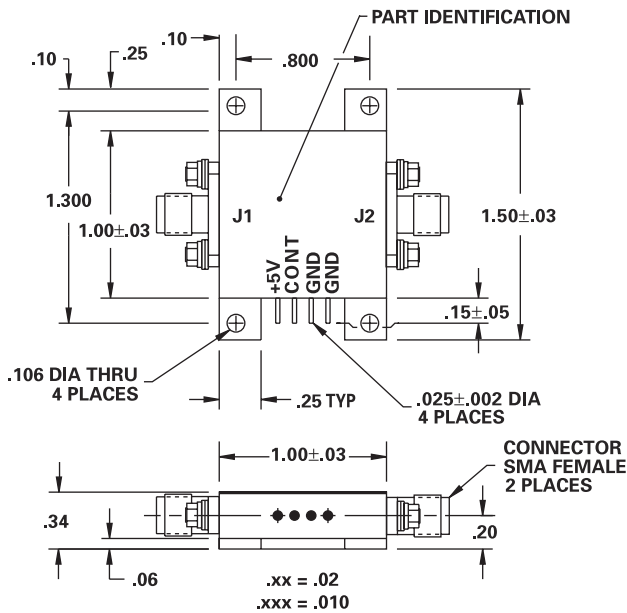 PART IDENTIFICATION
.10
.25
.10
.800
1.300
1.00±.03
J1
J2
1.50±.03
+5V
CONT
GND
GND
.15±.05
.106 DIA THRU
4 PLACES
.25 TYP
.025±.002 DIA
4 PLACES
1.00±.03
CONNECTOR
SMA FEMALE
2 PLACES
.34
.20
.06
.xx = .02
.xxx = .010